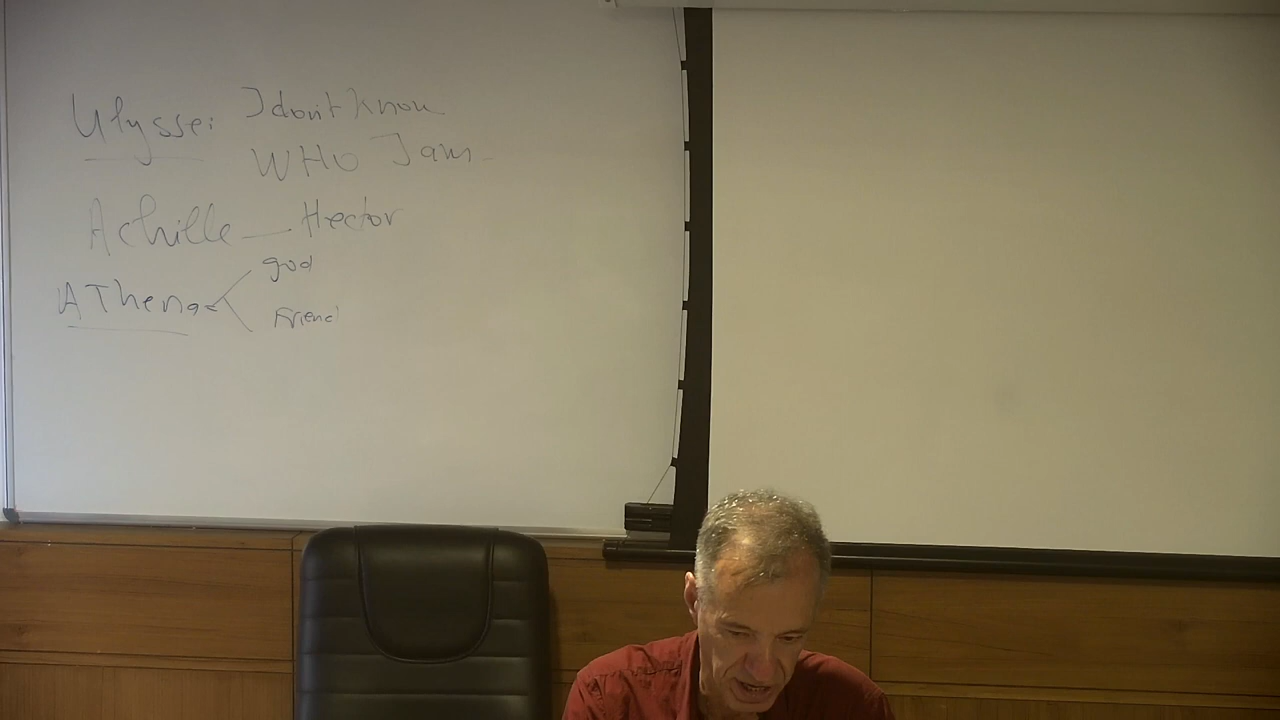 Ulysse: I don't know
WHO I am
Achille — Hector
AThena < god
Friend